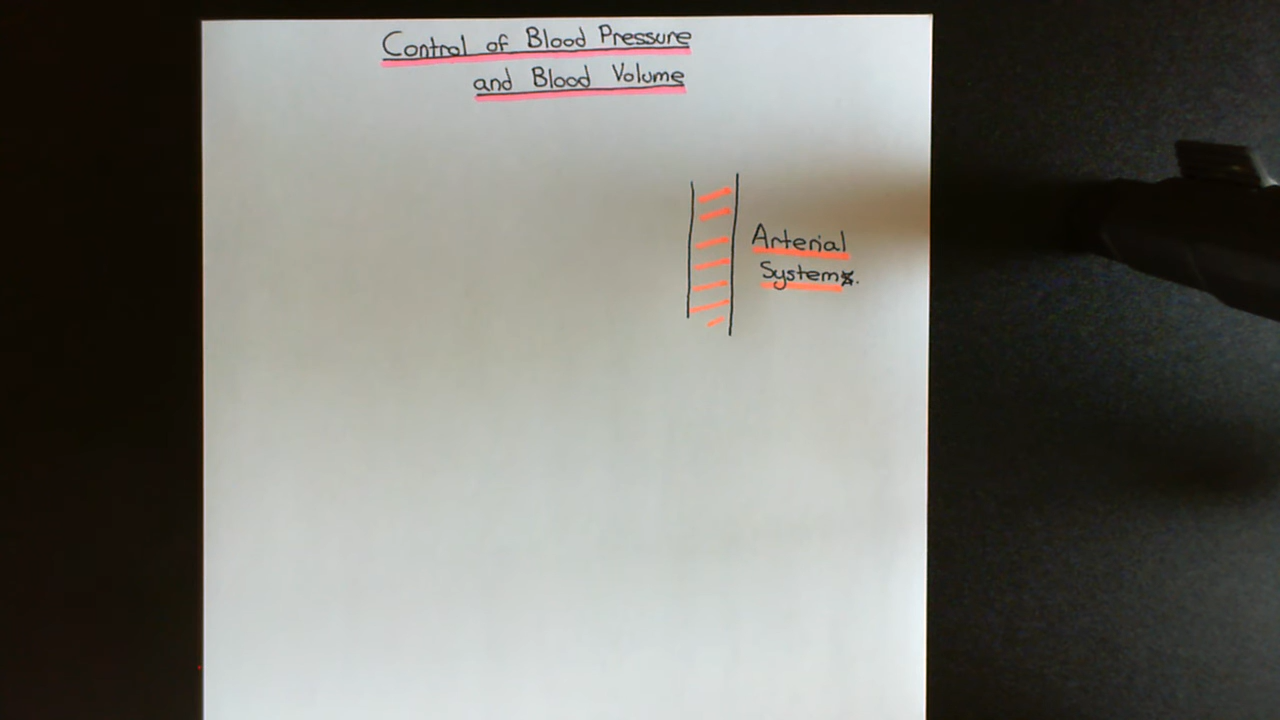 Control of Blood Pressure
and Blood Volume
Arterial
System.